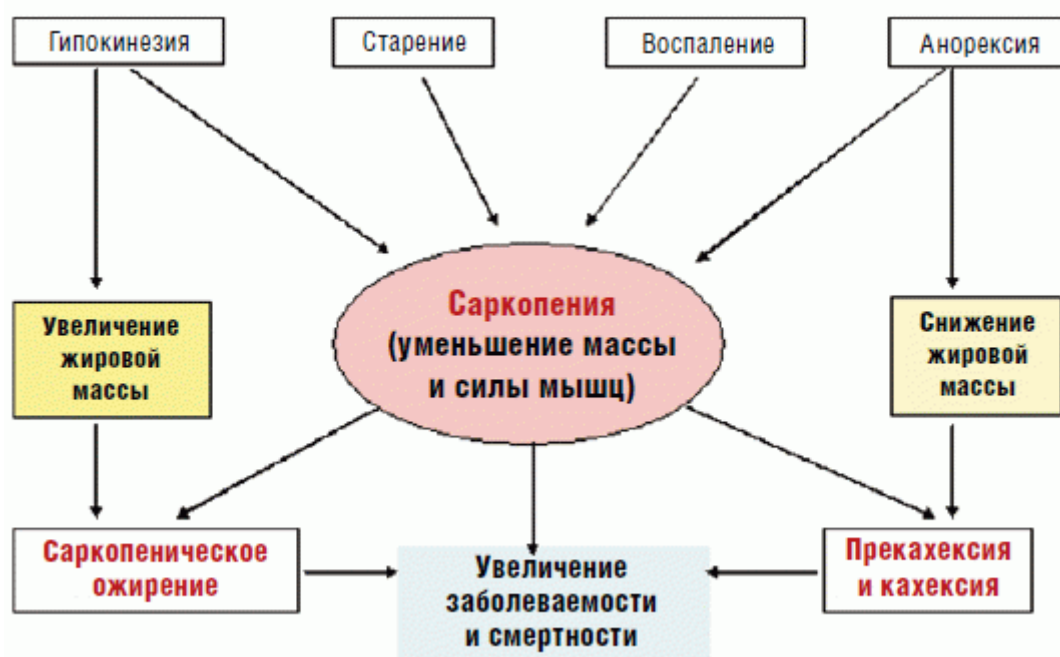 Гипокинезия
Старение
Воспаление
Анорексия
Увеличение
жировой
массы
Саркопения
(уменьшение массы
и силы мышц)
Снижение
жировой
массы
Саркопеническое
ожирение
Увеличение
заболеваемости
и смертности
Прекахексия
и кахексия